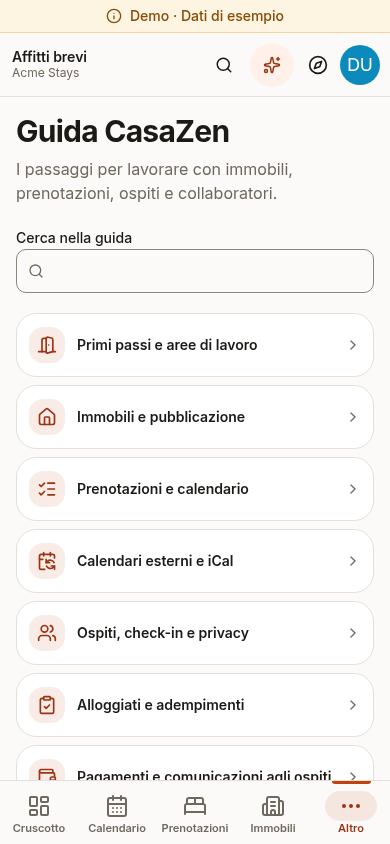 Demo · Dati di esempio
Affitti brevi
Acme Stays
DU
Guida CasaZen
I passaggi per lavorare con immobili,
prenotazioni, ospiti e collaboratori.
Cerca nella guida
Primi passi e aree di lavoro
Immobili e pubblicazione
Prenotazioni e calendario
Calendari esterni e iCal
Ospiti, check-in e privacy
Alloggiati e adempimenti
Pagamenti e comunicazioni agli ospiti
Cruscotto
Calendario
Prenotazioni
Immobili
Altro